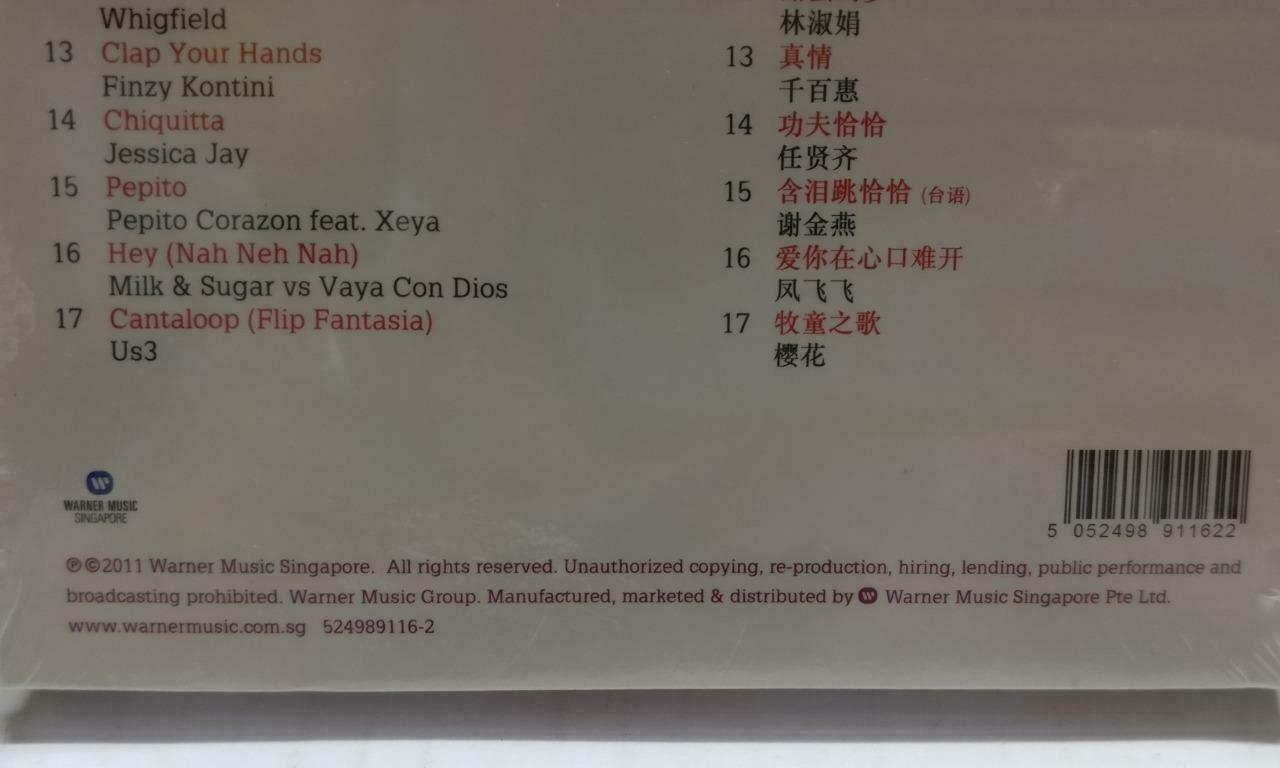 Whigfield
13 Clap Your Hands
Finzy Kontini
14 Chiquitta
Jessica Jay
15 Pepito
Pepito Corazon feat. Xeya
16 Hey (Nah Neh Nah)
Milk & Sugar vs Vaya Con Dios
17 Cantaloop (Flip Fantasia)
Us3
林淑娟
13 真情
千百惠
14 功夫恰恰
任贤齐
15 含泪跳恰恰 (台语)
谢金燕
16 爱你在心口难开
凤飞飞
17 牧童之歌
樱花
WARNER MUSIC
SINGAPORE
5 052498 911622
℗©2011 Warner Music Singapore. All rights reserved. Unauthorized copying, re-production, hiring, lending, public performance and
broadcasting prohibited. Warner Music Group. Manufactured, marketed & distributed by Warner Music Singapore Pte Ltd.
www.warnermusic.com.sg 524989116-2